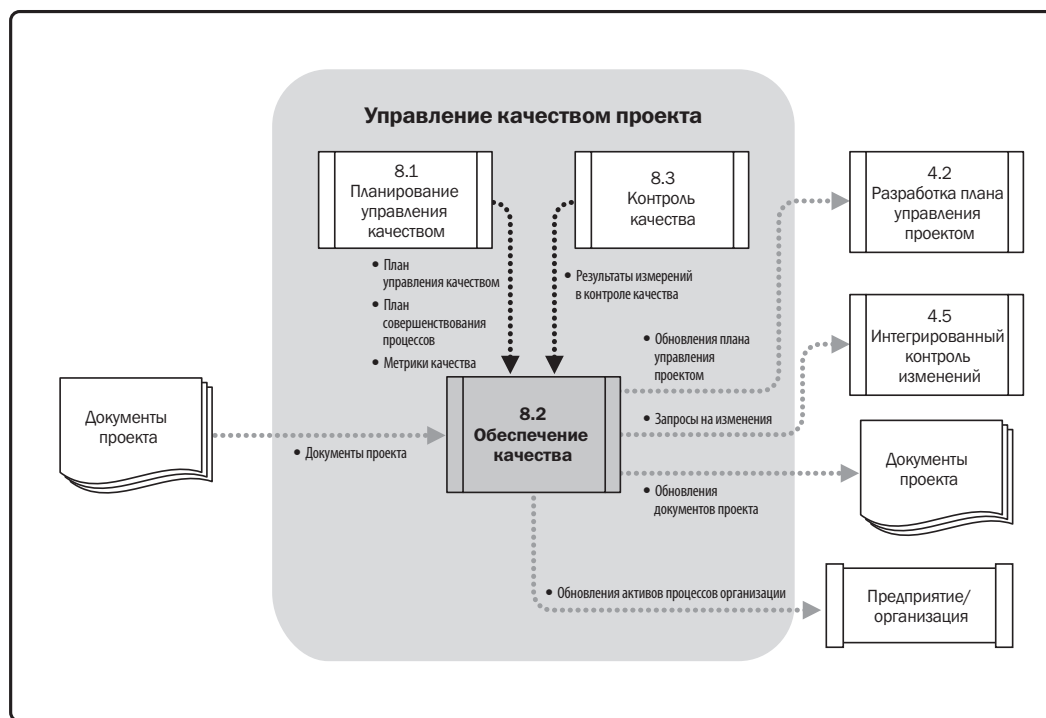 Управление качеством проекта
8.1
Планирование
управления
качеством
8.3
Контроль
качества
4.2
Разработка плана
управления
проектом
• План
управления качеством
• План
совершенствования
процессов
• Метрики качества
• Результаты измерений
в контроле качества
4.5
Интегрированный
контроль
изменений
• Обновления плана
управления
проектом
Документы
проекта
• Документы проекта
8.2
Обеспечение
качества
• Запросы на изменения
• Обновления
документов проекта
Документы
проекта
• Обновления активов процессов организации
Предприятие/
организация